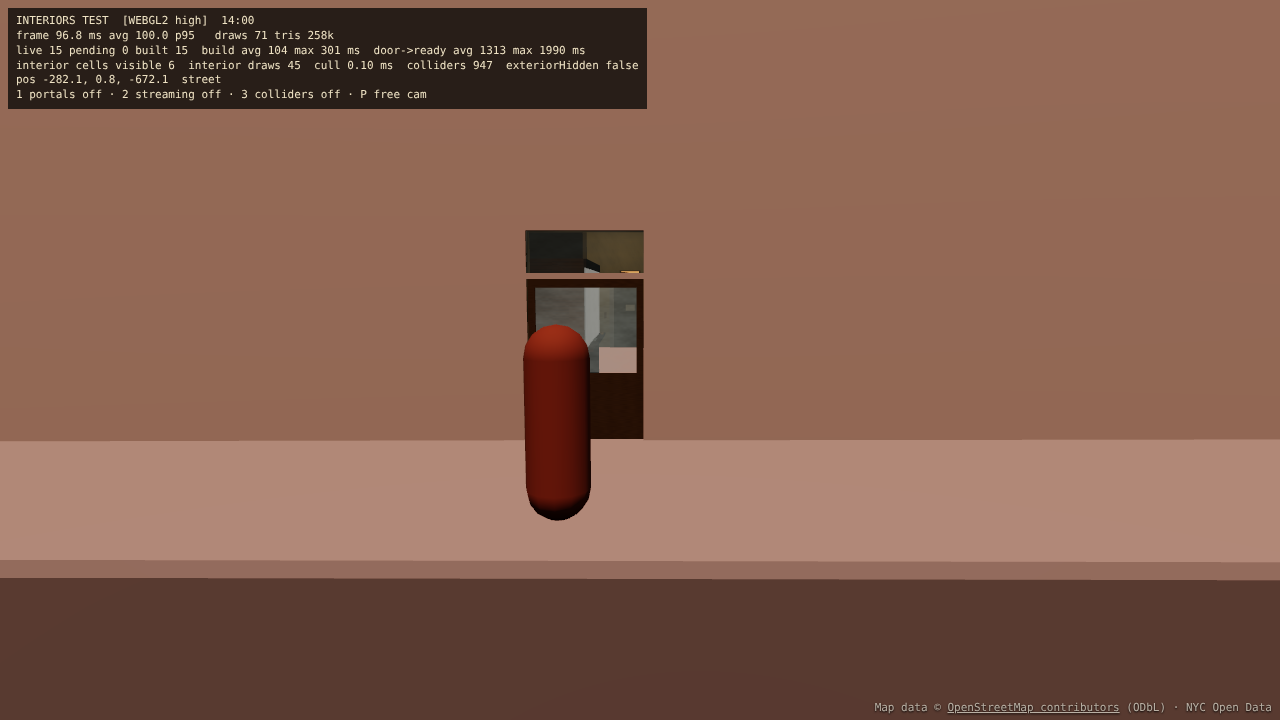 INTERIORS TEST  [WEBGL2 high]  14:00
frame 96.8 ms avg 100.0 p95   draws 71 tris 258k
live 15 pending 0 built 15  build avg 104 max 301 ms  door->ready avg 1313 max 1990 ms
interior cells visible 6  interior draws 45  cull 0.10 ms  colliders 947  exteriorHidden false
pos -282.1, 0.8, -672.1  street
1 portals off · 2 streaming off · 3 colliders off · P free cam
Map data © OpenStreetMap contributors (ODbL) · NYC Open Data